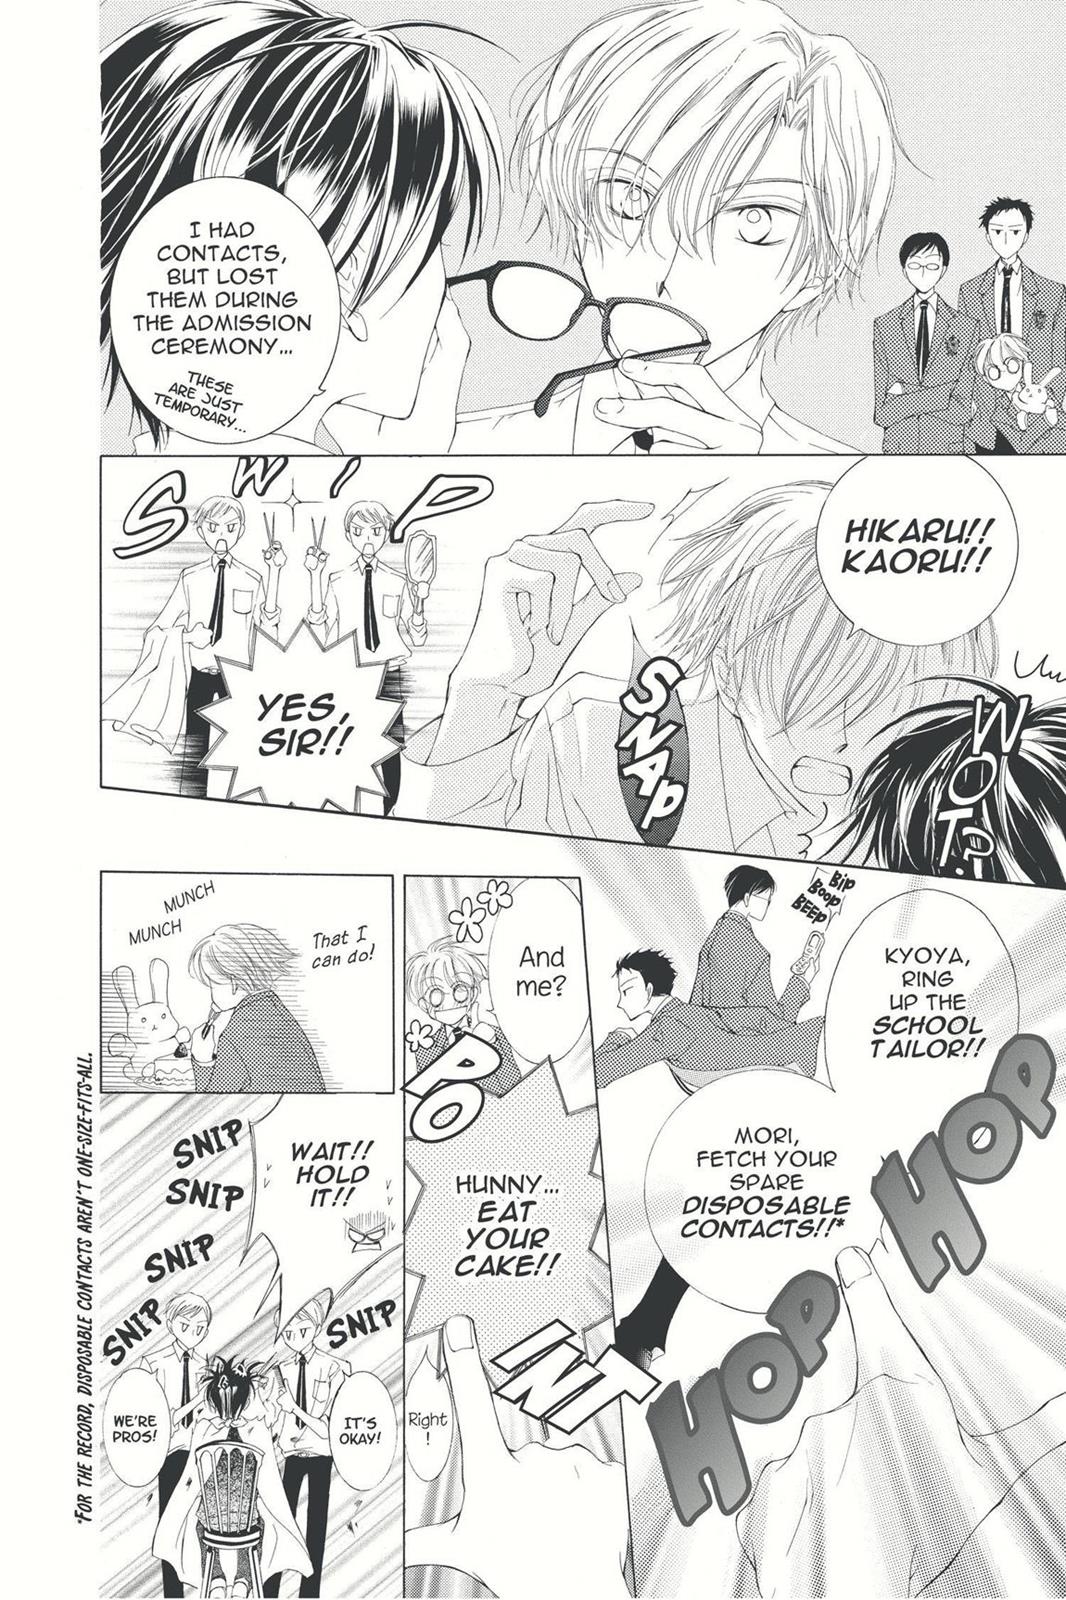 I HAD
CONTACTS,
BUT LOST
THEM DURING
THE ADMISSION
CEREMONY...
THESE
ARE JUST
TEMPORARY...
HIKARU!!
KAORU!!
SNAP
WOT?!
SWIP
YES,
SIR!!
KYOYA,
RING
UP THE
SCHOOL
TAILOR!!
BIP
BOOP
BEEP
HOP
HOP
MORI,
FETCH YOUR
SPARE
DISPOSABLE
CONTACTS!!*
And
me?
POINT
HUNNY...
EAT
YOUR
CAKE!!
Right
!
That I
can do!
MUNCH
MUNCH
WAIT!!
HOLD
IT!!
SNIP
SNIP
SNIP
SNIP
SNIP
IT'S
OKAY!
WE'RE
PROS!
*FOR THE RECORD, DISPOSABLE CONTACTS AREN'T ONE-SIZE-FITS-ALL.